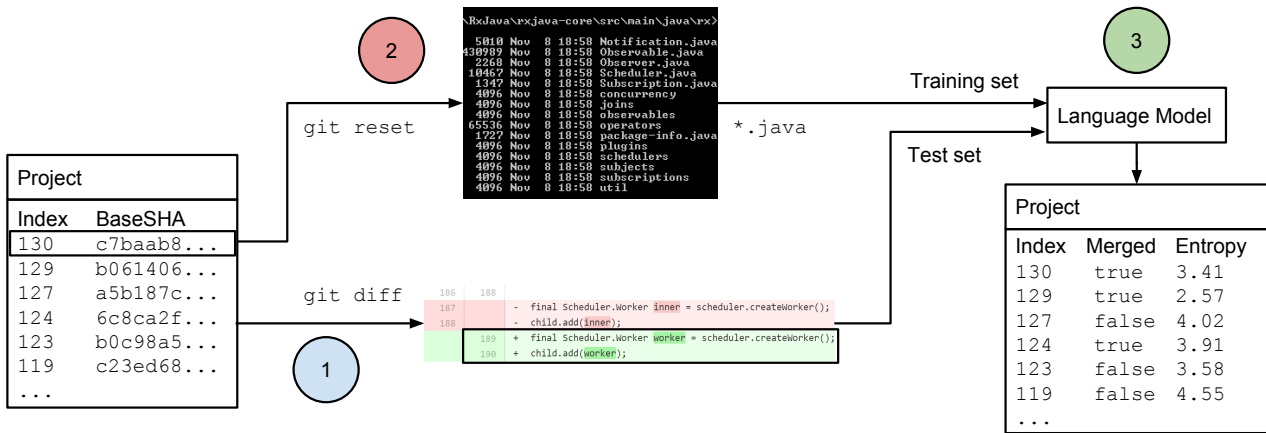 \RxJava\rxjava-core\src\main\java\rx>
5010 Nov 8 18:58 Notification.java
430989 Nov 8 18:58 Observable.java
2268 Nov 8 18:58 Observer.java
10467 Nov 8 18:58 Scheduler.java
1347 Nov 8 18:58 Subscription.java
4096 Nov 8 18:58 concurrency
4096 Nov 8 18:58 joins
4096 Nov 8 18:58 observables
65536 Nov 8 18:58 operators
1727 Nov 8 18:58 package-info.java
4096 Nov 8 18:58 plugins
4096 Nov 8 18:58 schedulers
4096 Nov 8 18:58 subjects
4096 Nov 8 18:58 subscriptions
4096 Nov 8 18:58 util
2
3
git reset
*.java
Training set
Test set
Language Model
Project
Index BaseSHA
130 c7baab8...
129 b061406...
127 a5b187c...
124 6c8ca2f...
123 b0c98a5...
119 c23ed68...
...
git diff
1
186 188
187 - final Scheduler.Worker inner = scheduler.createWorker();
188 - child.add(inner);
189 + final Scheduler.Worker worker = scheduler.createWorker();
190 + child.add(worker);
Project
Index Merged Entropy
130 true 3.41
129 true 2.57
127 false 4.02
124 true 3.91
123 false 3.58
119 false 4.55
...